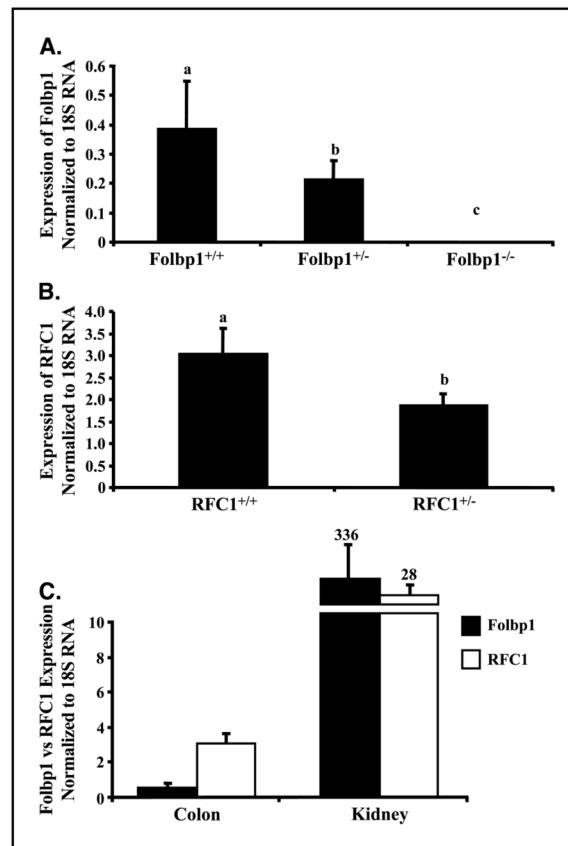 A.
Expression of Folbp1
Normalized to 18S RNA
0.6
0.5
0.4
0.3
0.2
0.1
0
a
b
c
Folbp1+/+
Folbp1+/-
Folbp1-/-
B.
Expression of RFC1
Normalized to 18S RNA
4.0
3.5
3.0
2.5
2.0
1.5
1.0
0.5
0
a
b
RFC1+/+
RFC1+/-
C.
Folbp1 vs RFC1 Expression
Normalized to 18S RNA
10
8
6
4
2
0
336
28
Folbp1
RFC1
Colon
Kidney